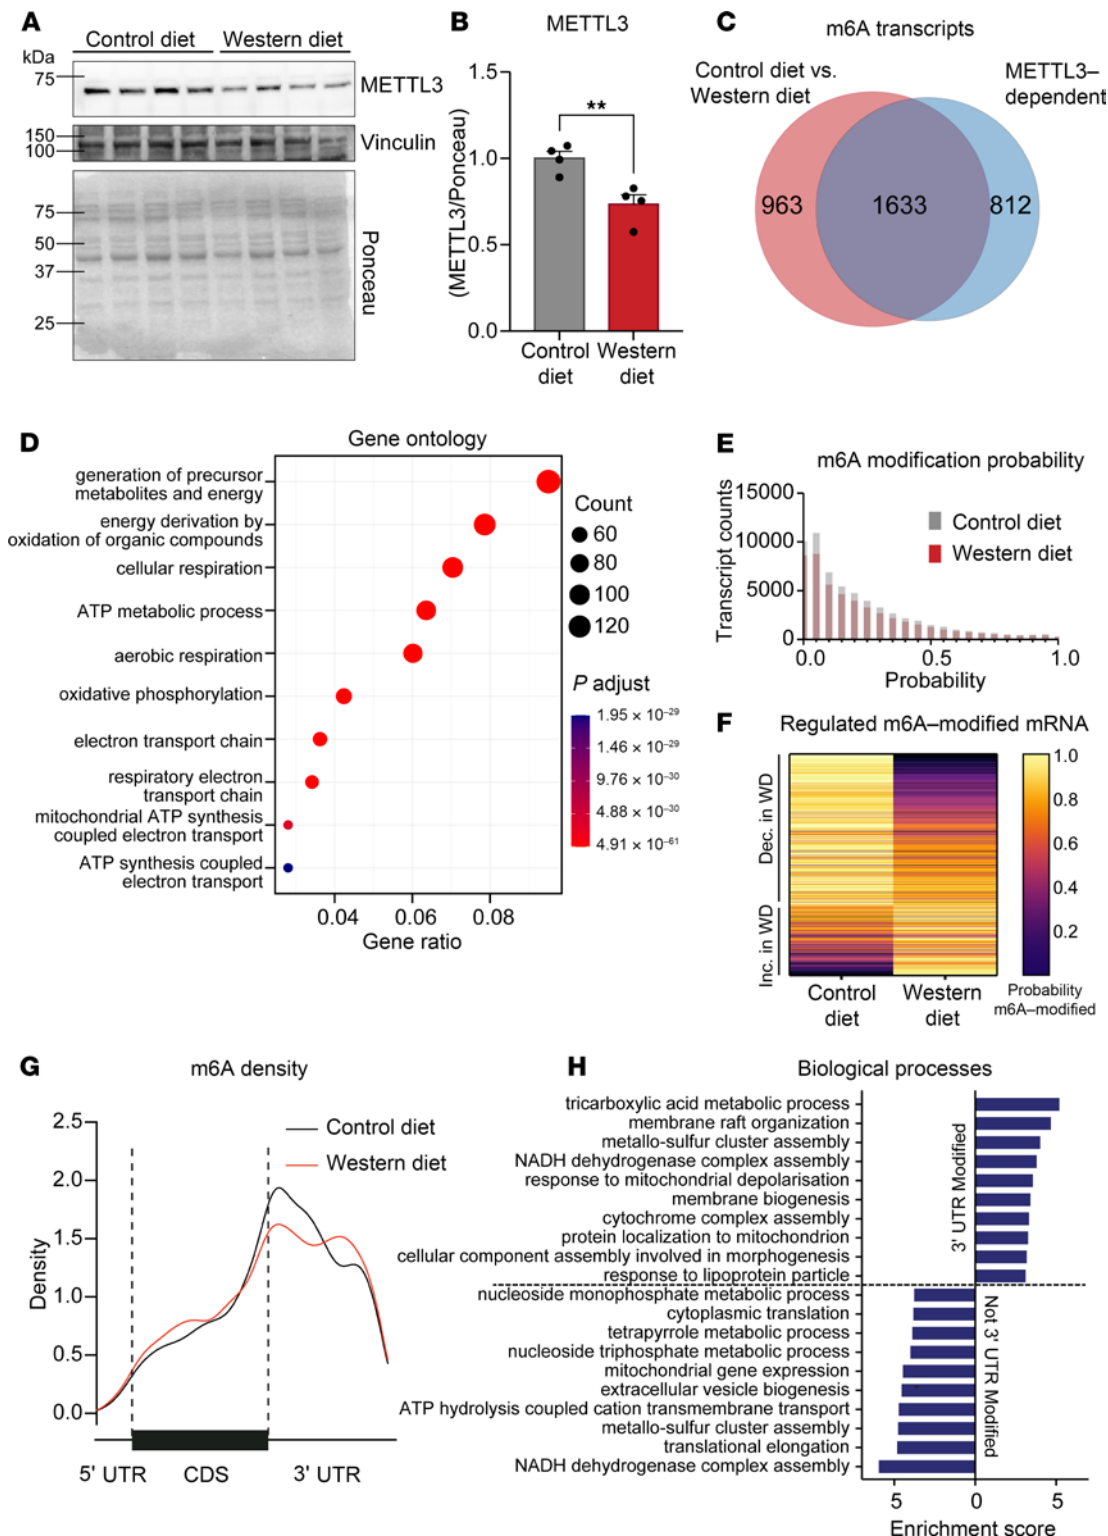 A
Control diet
Western diet
kDa
75
METTL3
150
100
Vinculin
75
50
37
25
Ponceau
B
METTL3
(METTL3/Ponceau)
1.5
1.0
0.5
0.0
**
Control
diet
Western
diet
C
m6A transcripts
Control diet vs.
Western diet
METTL3–
dependent
963
1633
812
D
Gene ontology
generation of precursor
metabolites and energy
energy derivation by
oxidation of organic compounds
cellular respiration
ATP metabolic process
aerobic respiration
oxidative phosphorylation
electron transport chain
respiratory electron
transport chain
mitochondrial ATP synthesis
coupled electron transport
ATP synthesis coupled
electron transport
0.04
0.06
0.08
Gene ratio
Count
60
80
100
120
P adjust
1.95 × 10⁻²⁹
1.46 × 10⁻²⁹
9.76 × 10⁻³⁰
4.88 × 10⁻³⁰
4.91 × 10⁻⁶¹
E
m6A modification probability
Transcript counts
15000
10000
5000
0
Control diet
Western diet
0.0
0.5
1.0
Probability
F
Regulated m6A–modified mRNA
Dec. in WD
Inc. in WD
Control
diet
Western
diet
1.0
0.8
0.6
0.4
0.2
Probability
m6A–modified
G
m6A density
Density
2.5
2.0
1.5
1.0
0.5
0.0
Control diet
Western diet
5' UTR
CDS
3' UTR
H
Biological processes
tricarboxylic acid metabolic process
membrane raft organization
metallo-sulfur cluster assembly
NADH dehydrogenase complex assembly
response to mitochondrial depolarisation
membrane biogenesis
cytochrome complex assembly
protein localization to mitochondrion
cellular component assembly involved in morphogenesis
response to lipoprotein particle
nucleoside monophosphate metabolic process
cytoplasmic translation
tetrapyrrole metabolic process
nucleoside triphosphate metabolic process
mitochondrial gene expression
extracellular vesicle biogenesis
ATP hydrolysis coupled cation transmembrane transport
metallo-sulfur cluster assembly
translational elongation
NADH dehydrogenase complex assembly
3' UTR Modified
Not 3' UTR Modified
5
0
5
Enrichment score